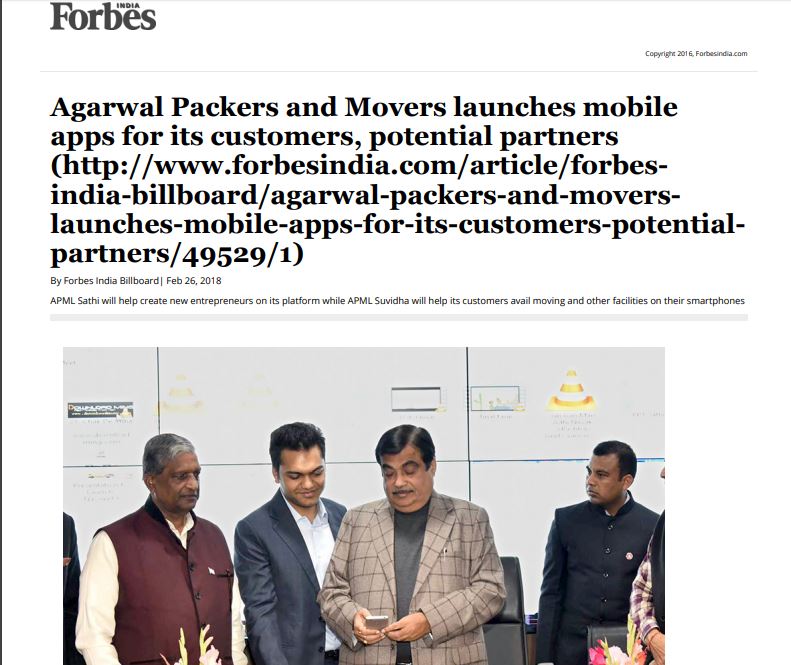 Forbes
INDIA
Copyright 2016, Forbesindia.com
Agarwal Packers and Movers launches mobile
apps for its customers, potential partners
(http://www.forbesindia.com/article/forbes-
india-billboard/agarwal-packers-and-movers-
launches-mobile-apps-for-its-customers-potential-
partners/49529/1)
By Forbes India Billboard| Feb 26, 2018
APML Sathi will help create new entrepreneurs on its platform while APML Suvidha will help its customers avail moving and other facilities on their smartphones